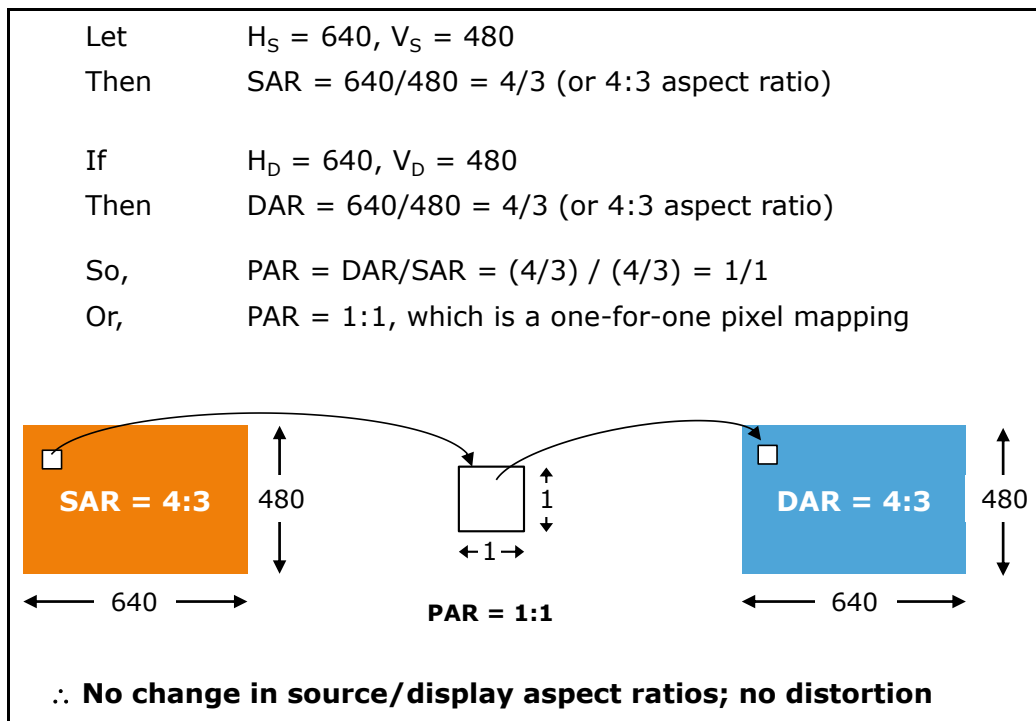 Let H_S = 640, V_S = 480
Then SAR = 640/480 = 4/3 (or 4:3 aspect ratio)
If H_D = 640, V_D = 480
Then DAR = 640/480 = 4/3 (or 4:3 aspect ratio)
So, PAR = DAR/SAR = (4/3) / (4/3) = 1/1
Or, PAR = 1:1, which is a one-for-one pixel mapping
SAR = 4:3
480
640
1
1
PAR = 1:1
DAR = 4:3
480
640
∴ No change in source/display aspect ratios; no distortion